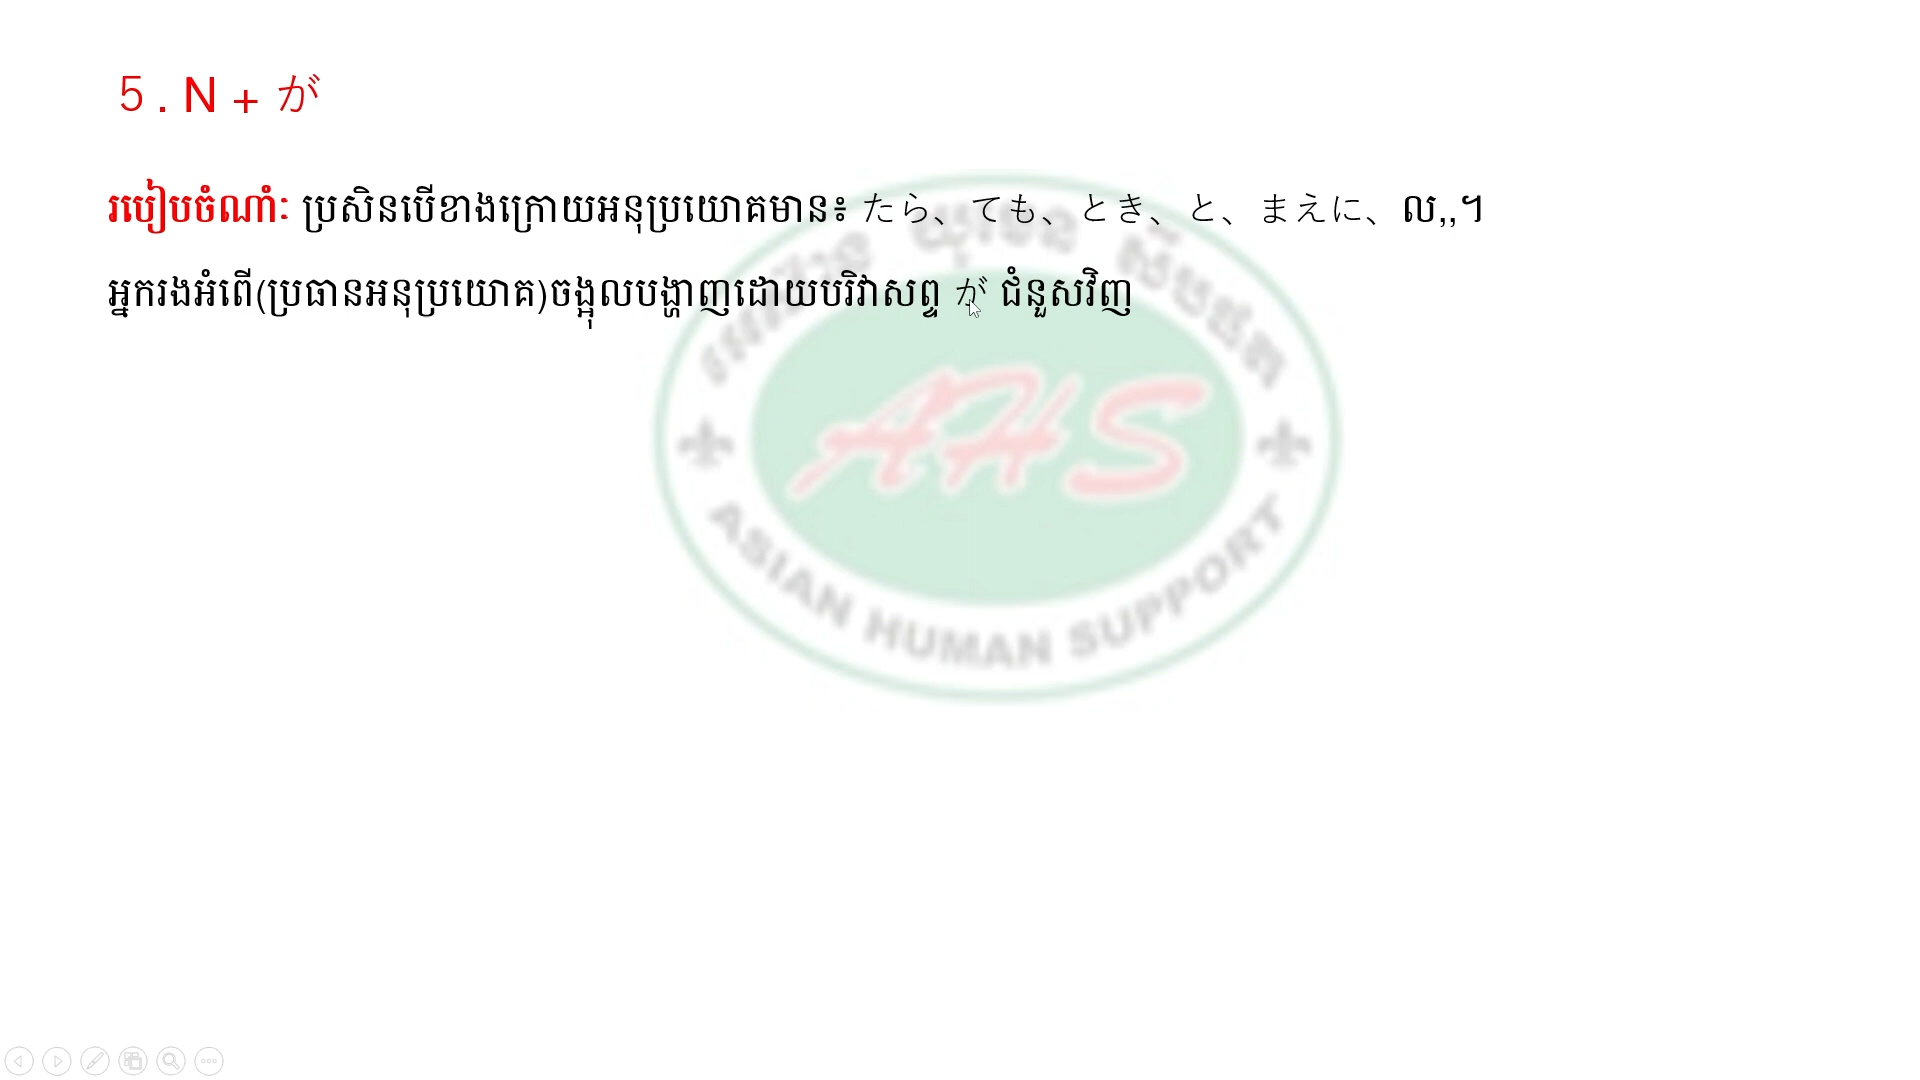 ５. N + が
របៀបចំណាំ: ប្រសិនបើខាងក្រោយអនុប្រយោគមាន៖ たら、ても、とき、と、まえに、ល,,។
អ្នករងអំពើ(ប្រធានអនុប្រយោគ)ចង្អុលបង្ហាញដោយបរិវាសព្ទ が ជំនួសវិញ
AHS
ASIAN HUMAN SUPPORT